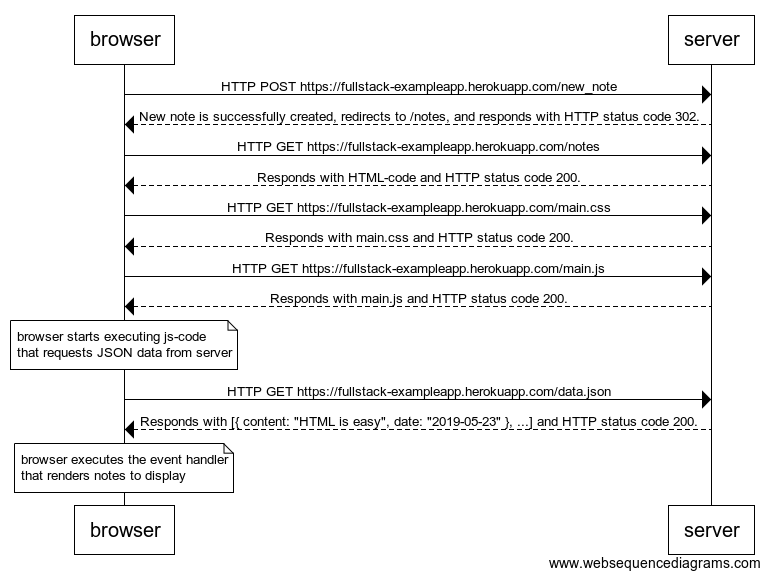 browser
server
HTTP POST https://fullstack-exampleapp.herokuapp.com/new_note
New note is successfully created, redirects to /notes, and responds with HTTP status code 302.
HTTP GET https://fullstack-exampleapp.herokuapp.com/notes
Responds with HTML-code and HTTP status code 200.
HTTP GET https://fullstack-exampleapp.herokuapp.com/main.css
Responds with main.css and HTTP status code 200.
HTTP GET https://fullstack-exampleapp.herokuapp.com/main.js
Responds with main.js and HTTP status code 200.
browser starts executing js-code
that requests JSON data from server
HTTP GET https://fullstack-exampleapp.herokuapp.com/data.json
Responds with [{ content: "HTML is easy", date: "2019-05-23" }, ...] and HTTP status code 200.
browser executes the event handler
that renders notes to display
browser
server
www.websequencediagrams.com